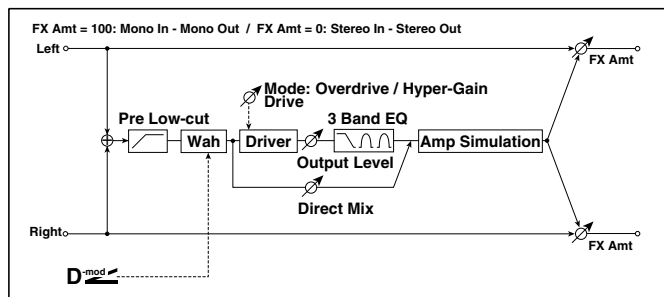 FX Amt = 100: Mono In - Mono Out / FX Amt = 0: Stereo In - Stereo Out
Left
FX Amt
Mode: Overdrive / Hyper-Gain
Drive
Pre Low-cut
3 Band EQ
Wah
Driver
Amp Simulation
Output Level
Direct Mix
Right
FX Amt
D-mod